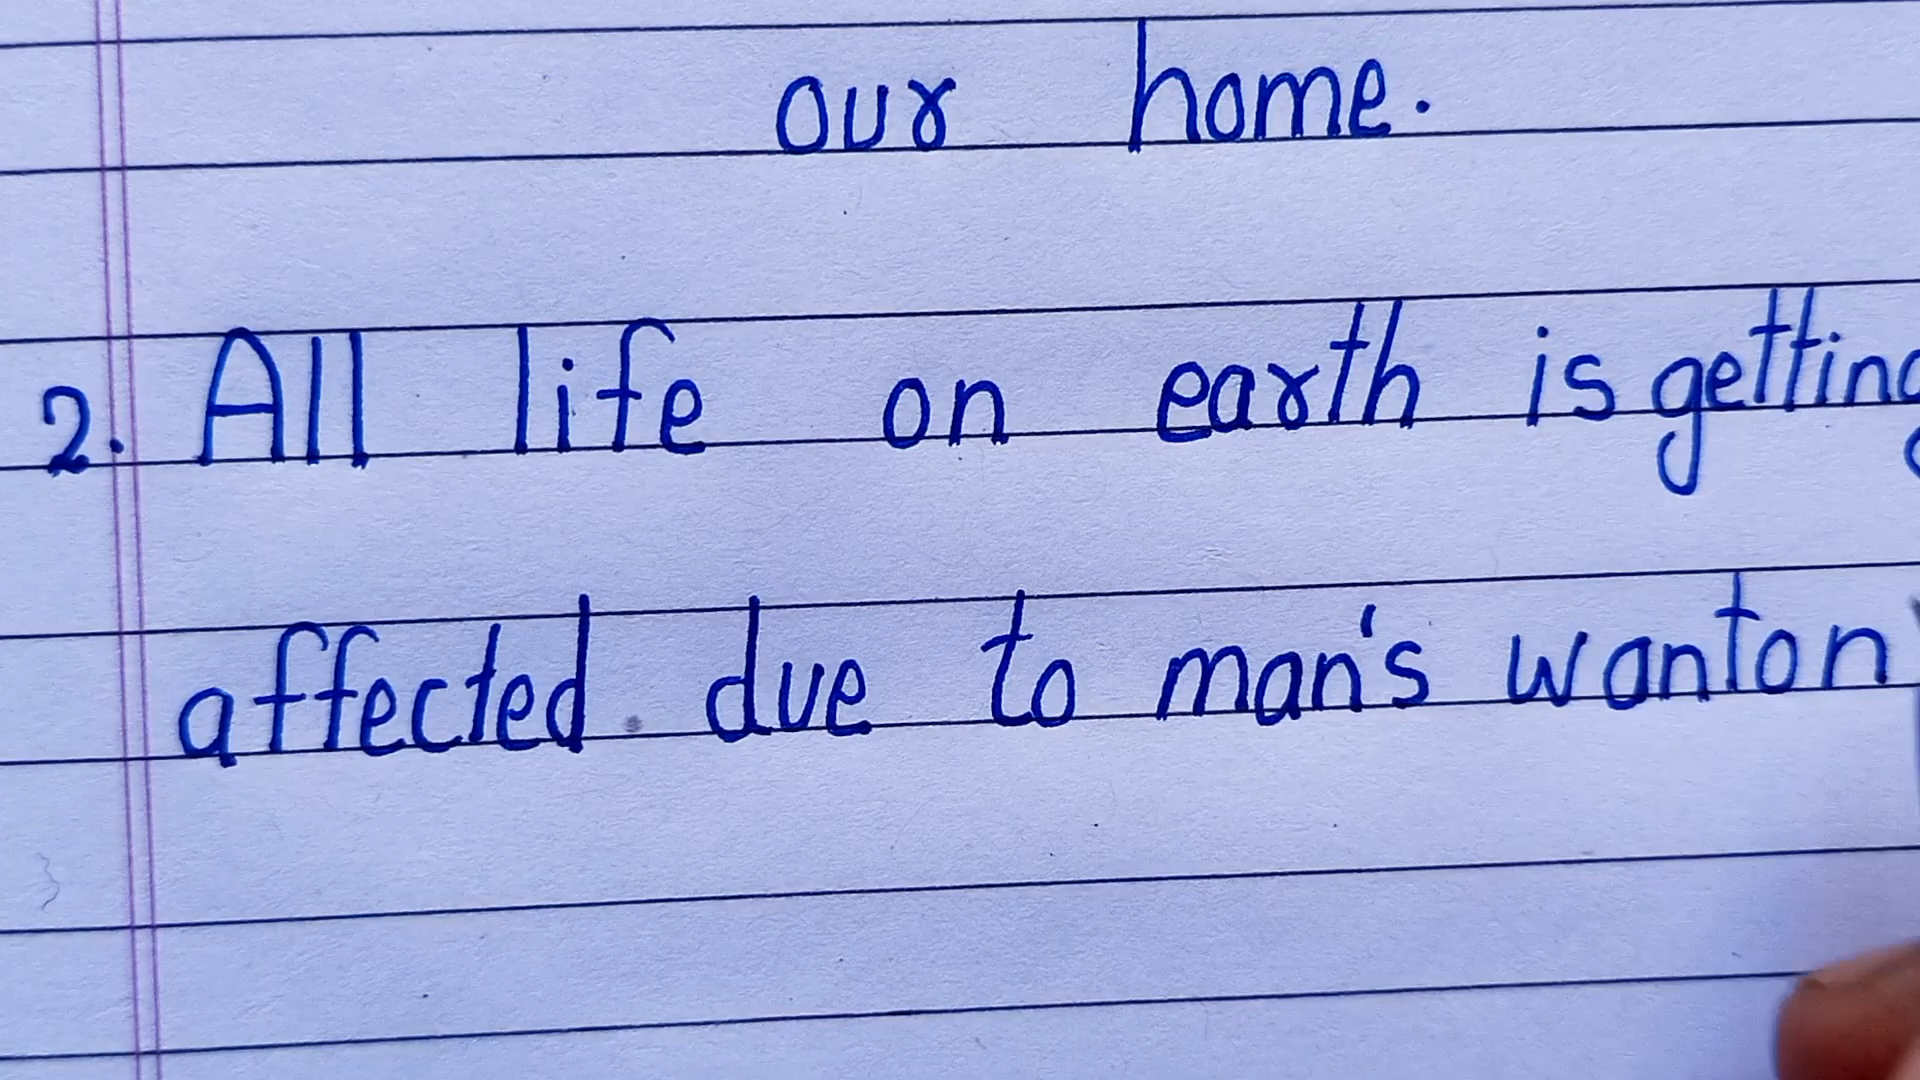 our home.
2. All life on earth is getting
affected due to man's wanton